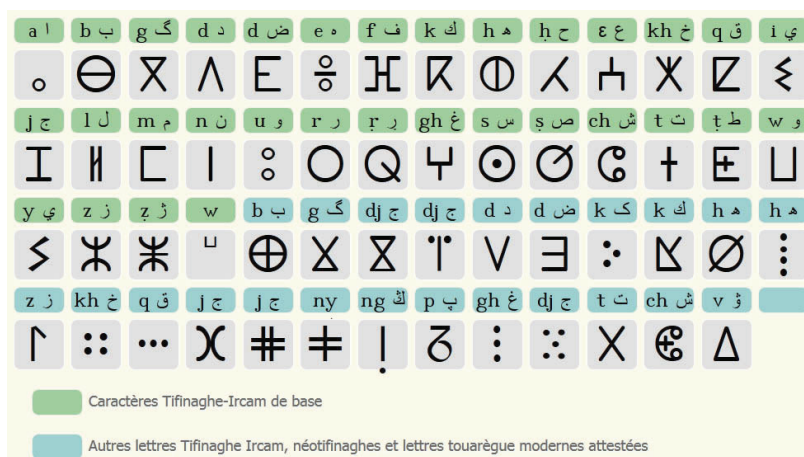 a ا b ب g گ d د d ض e ه f ف k ك h ه ḥ ح ε ع kh خ q ق i ي
ⴰ ⴱ ⴳ ⴷ ⴹ ⴻ ⴼ ⴽ ⵀ ⵃ ⵄ ⵅ ⵇ ⵉ
j ج l ل m م n ن u و r ر ṛ ڕ gh غ s س ṣ ص ch ش t ت ṭ ط w و
ⵊ ⵍ ⵎ ⵏ ⵓ ⵔ ⵕ ⵖ ⵙ ⵚ ⵛ ⵜ ⵟ ⵡ
y ي z ز ẓ ژ w b ب g گ dj ج dj ج d د d ض k ک k ك h ه h ه
ⵢ ⵣ ⵥ ⵯ ⴲ ⴴ ⴵ ⴶ ⴸ ⴺ ⴾ ⴿ ⵁ ⵂ
z ز kh خ q ق j ج j ج ny ng ڭ p پ gh غ dj ج t ت ch ش v ۋ
ⵤ ⵆ ⵈ ⵋ ⵌ ⵐ ⵑ ⵒ ⵗ ⵘ ⵝ ⵞ ⵠ
Caractères Tifinaghe-Ircam de base
Autres lettres Tifinaghe Ircam, néotifinaghes et lettres touarègue modernes attestées